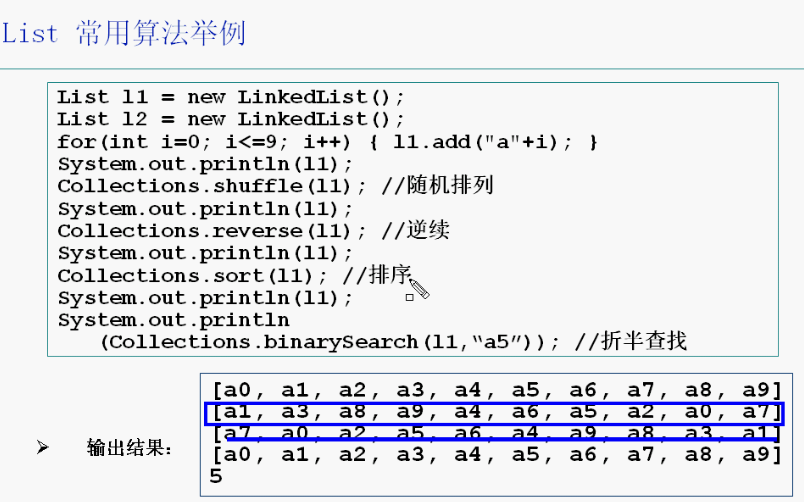 List 常用算法举例
List l1 = new LinkedList();
List l2 = new LinkedList();
for(int i=0; i<=9; i++) { l1.add("a"+i); }
System.out.println(l1);
Collections.shuffle(l1); //随机排列
System.out.println(l1);
Collections.reverse(l1); //逆续
System.out.println(l1);
Collections.sort(l1); //排序
System.out.println(l1);
System.out.println
(Collections.binarySearch(l1,“a5”)); //折半查找
输出结果：
[a0, a1, a2, a3, a4, a5, a6, a7, a8, a9]
[a1, a3, a8, a9, a4, a6, a5, a2, a0, a7]
[a7, a0, a2, a5, a6, a4, a9, a8, a3, a1]
[a0, a1, a2, a3, a4, a5, a6, a7, a8, a9]
5